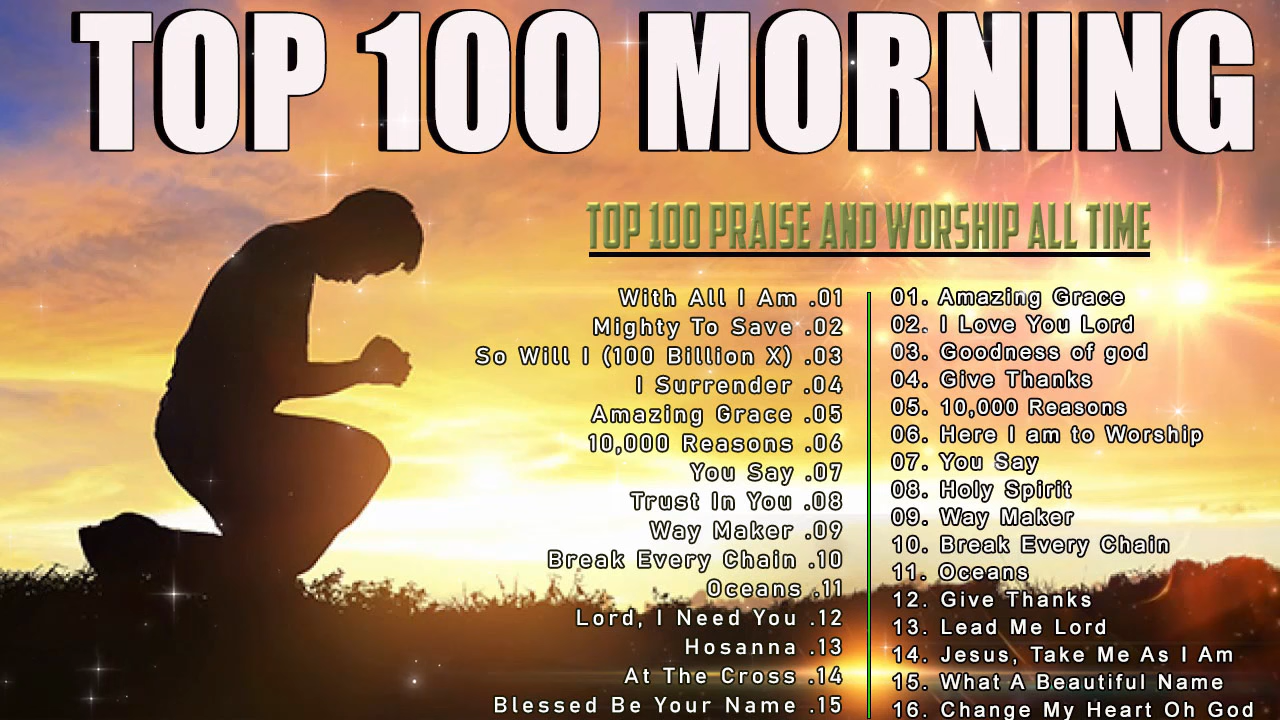 TOP 100 MORNING
TOP 100 PRAISE AND WORSHIP ALL TIME
With All I Am .01
Mighty To Save .02
So Will I (100 Billion X) .03
I Surrender .04
Amazing Grace .05
10,000 Reasons .06
You Say .07
Trust In You .08
Way Maker .09
Break Every Chain .10
Oceans .11
Lord, I Need You .12
Hosanna .13
At The Cross .14
Blessed Be Your Name .15
01. Amazing Grace
02. I Love You Lord
03. Goodness of god
04. Give Thanks
05. 10,000 Reasons
06. Here I am to Worship
07. You Say
08. Holy Spirit
09. Way Maker
10. Break Every Chain
11. Oceans
12. Give Thanks
13. Lead Me Lord
14. Jesus, Take Me As I Am
15. What A Beautiful Name
16. Change My Heart Oh God